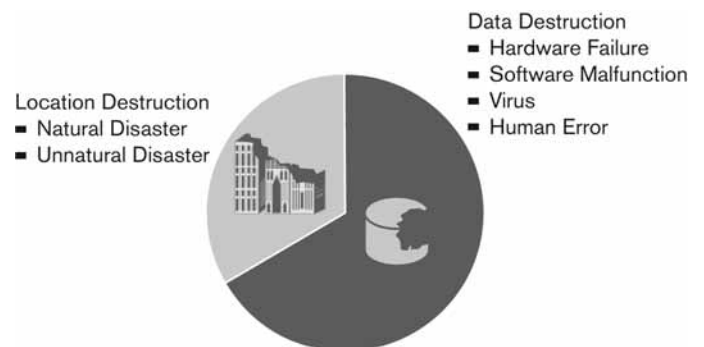 Location Destruction
▬ Natural Disaster
▬ Unnatural Disaster
Data Destruction
▬ Hardware Failure
▬ Software Malfunction
▬ Virus
▬ Human Error